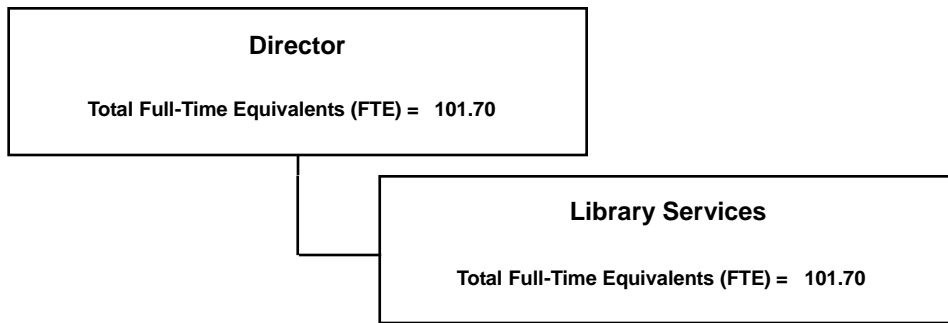 Director
Total Full-Time Equivalents (FTE) = 101.70
Library Services
Total Full-Time Equivalents (FTE) = 101.70